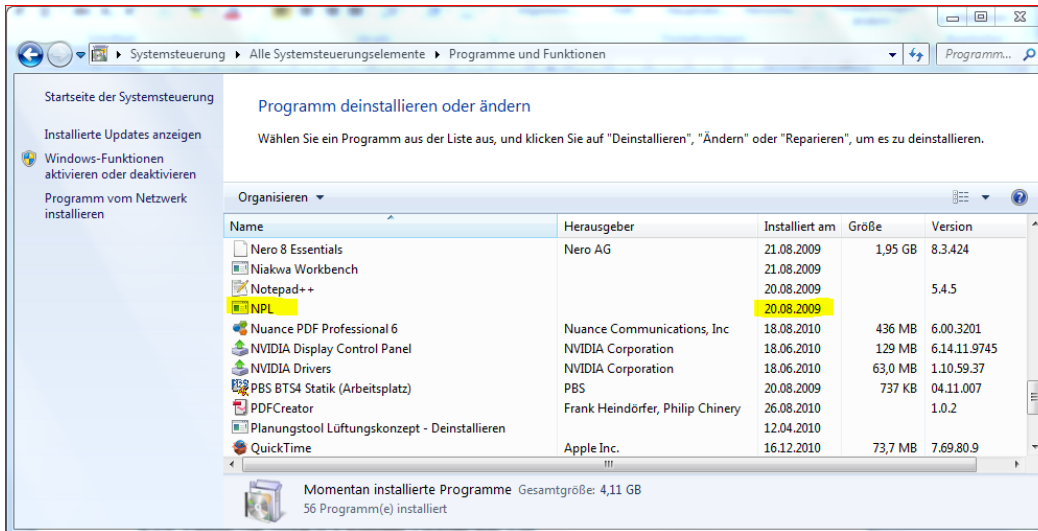 Systemsteuerung ▸ Alle Systemsteuerungselemente ▸ Programme und Funktionen
Programm...
Startseite der Systemsteuerung
Installierte Updates anzeigen
Windows-Funktionen
aktivieren oder deaktivieren
Programm vom Netzwerk
installieren
Programm deinstallieren oder ändern
Wählen Sie ein Programm aus der Liste aus, und klicken Sie auf "Deinstallieren", "Ändern" oder "Reparieren", um es zu deinstallieren.
Organisieren
Name Herausgeber Installiert am Größe Version
Nero 8 Essentials Nero AG 21.08.2009 1,95 GB 8.3.424
Niakwa Workbench 21.08.2009
Notepad++ 20.08.2009 5.4.5
NPL 20.08.2009
Nuance PDF Professional 6 Nuance Communications, Inc 18.08.2010 436 MB 6.00.3201
NVIDIA Display Control Panel NVIDIA Corporation 18.06.2010 129 MB 6.14.11.9745
NVIDIA Drivers NVIDIA Corporation 18.06.2010 63,0 MB 1.10.59.37
PBS BTS4 Statik (Arbeitsplatz) PBS 20.08.2009 737 KB 04.11.007
PDFCreator Frank Heindörfer, Philip Chinery 26.08.2010 1.0.2
Planungstool Lüftungskonzept - Deinstallieren 12.04.2010
QuickTime Apple Inc. 16.12.2010 73,7 MB 7.69.80.9
Momentan installierte Programme Gesamtgröße: 4,11 GB
56 Programm(e) installiert